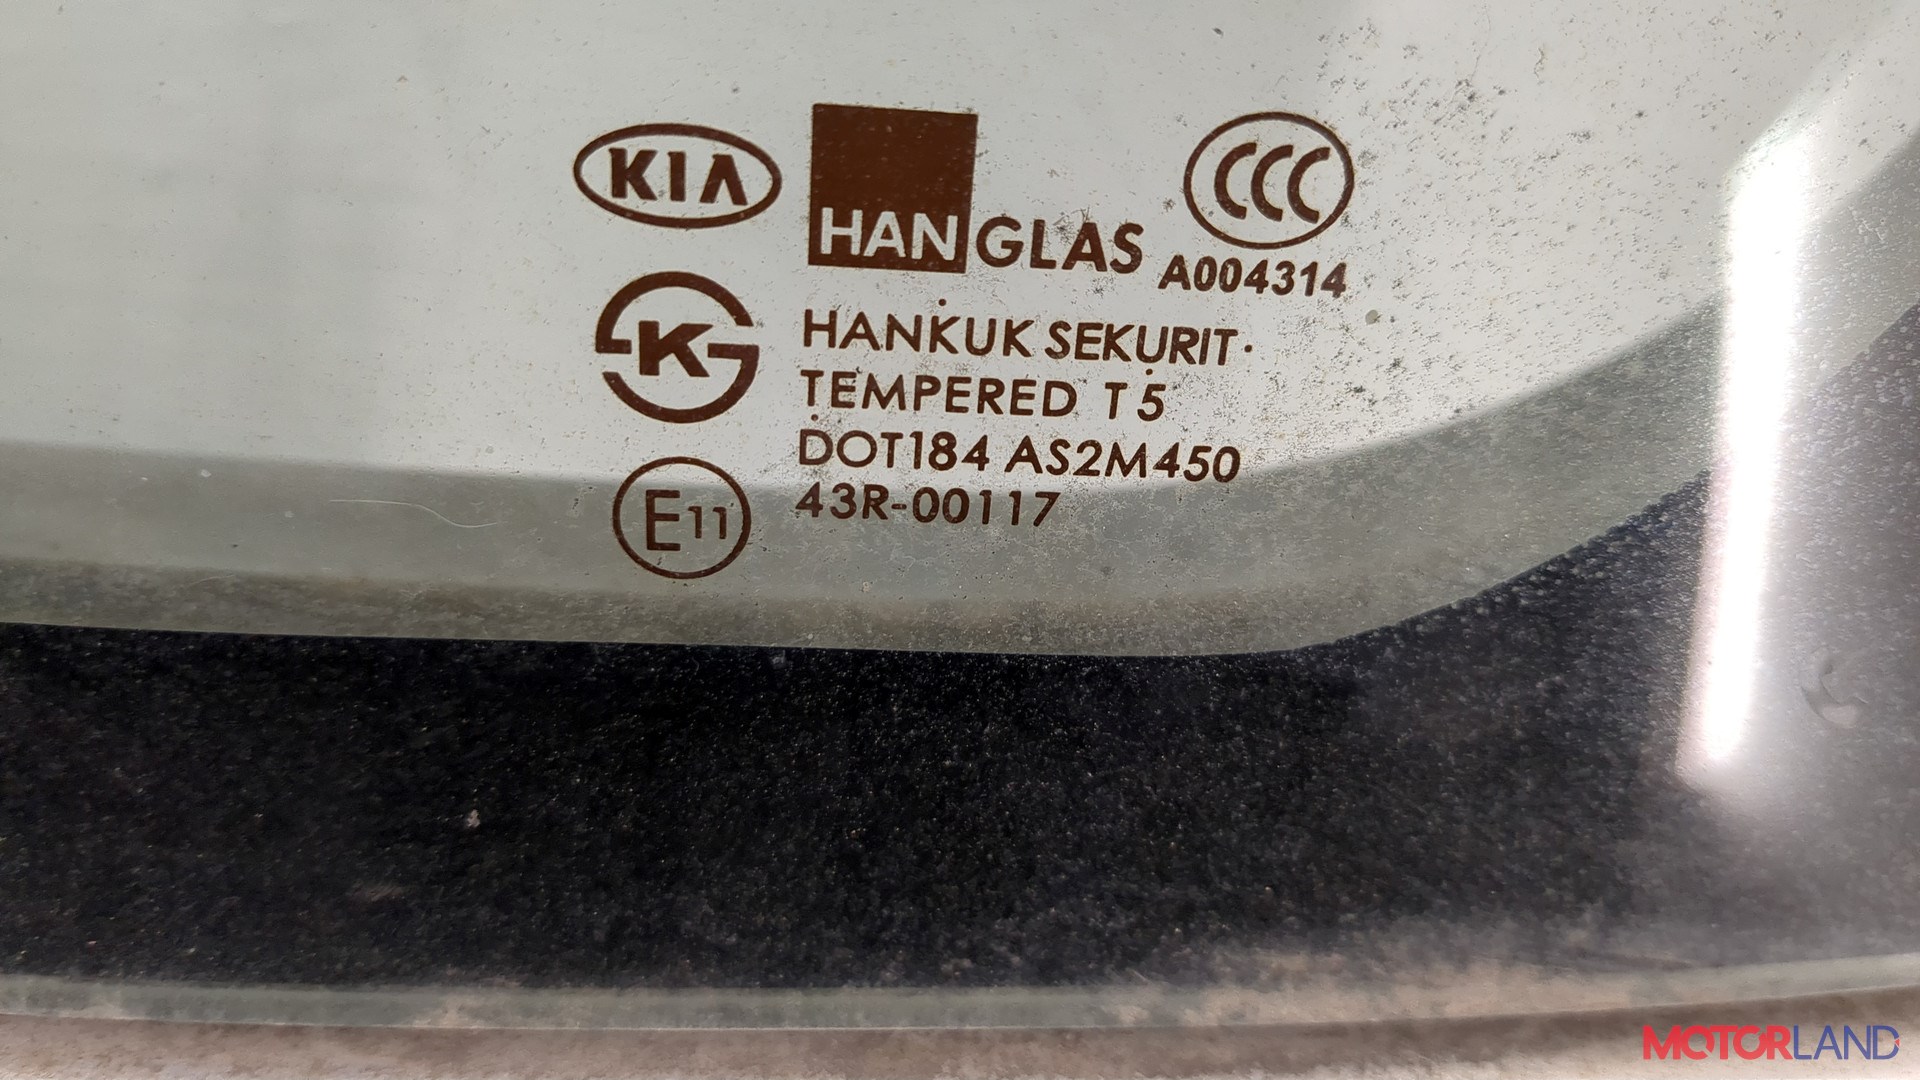 KIA
HANGLAS
CCC
A004314
K
HANKUK SEKURIT
TEMPERED T5
DOT184 AS2M450
43R-00117
E11
MOTORLAND